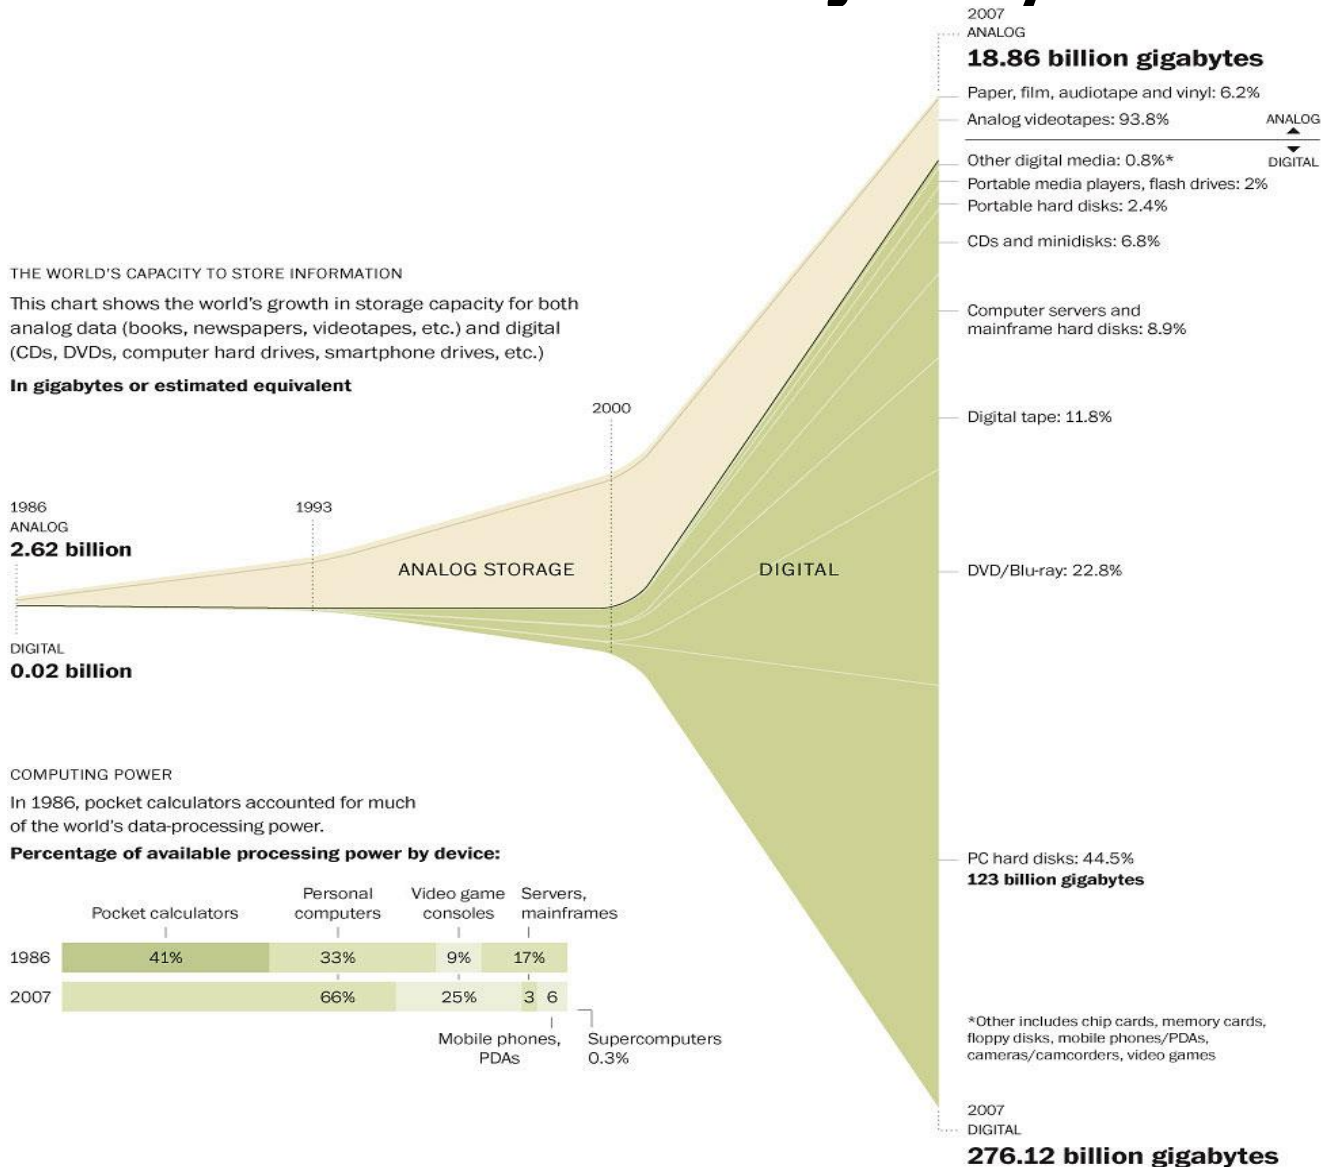 2007
ANALOG
18.86 billion gigabytes
Paper, film, audiotape and vinyl: 6.2%
Analog videotapes: 93.8%
ANALOG
Other digital media: 0.8%*
DIGITAL
Portable media players, flash drives: 2%
Portable hard disks: 2.4%
CDs and minidisks: 6.8%
Computer servers and
mainframe hard disks: 8.9%
Digital tape: 11.8%
DVD/Blu-ray: 22.8%
PC hard disks: 44.5%
123 billion gigabytes
*Other includes chip cards, memory cards,
floppy disks, mobile phones/PDAs,
cameras/camcorders, video games
2007
DIGITAL
276.12 billion gigabytes
THE WORLD'S CAPACITY TO STORE INFORMATION
This chart shows the world's growth in storage capacity for both
analog data (books, newspapers, videotapes, etc.) and digital
(CDs, DVDs, computer hard drives, smartphone drives, etc.)
In gigabytes or estimated equivalent
2000
1993
1986
ANALOG
2.62 billion
ANALOG STORAGE
DIGITAL
DIGITAL
0.02 billion
COMPUTING POWER
In 1986, pocket calculators accounted for much
of the world's data-processing power.
Percentage of available processing power by device:
Pocket calculators
Personal
computers
Video game
consoles
Servers,
mainframes
1986
41%
33%
9%
17%
2007
66%
25%
3
6
Mobile phones,
PDAs
Supercomputers
0.3%